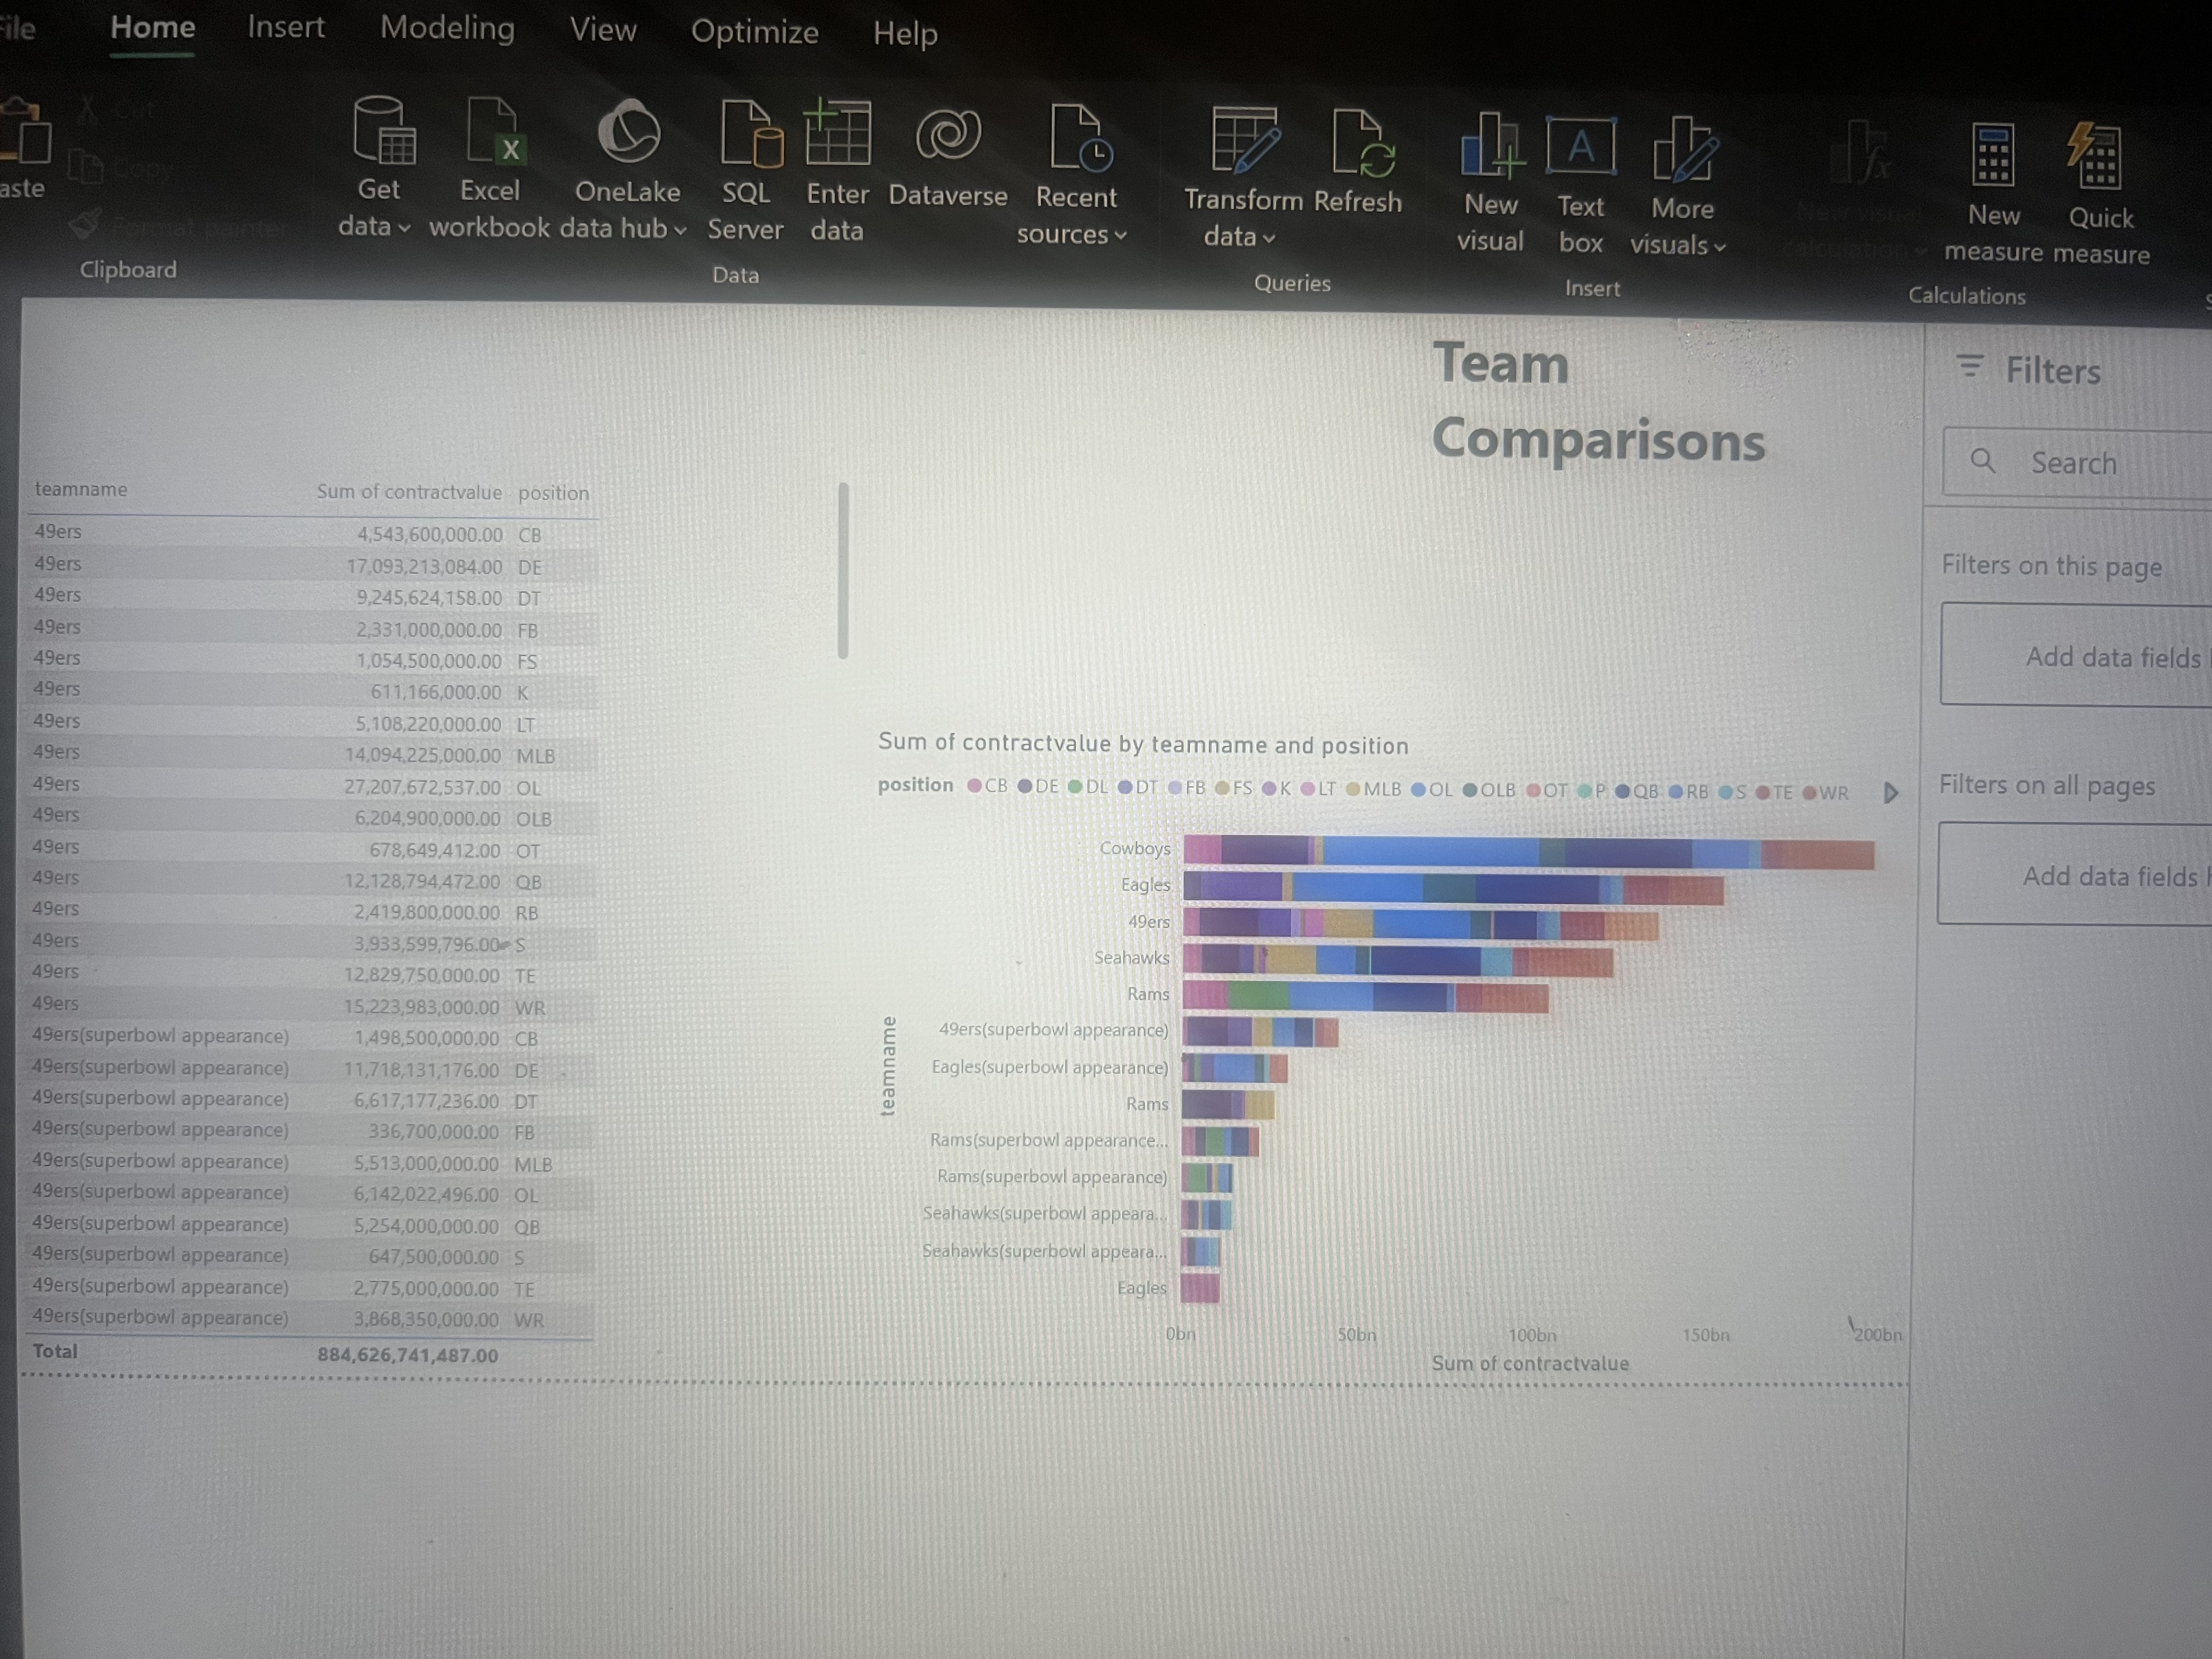 File Home Insert Modeling View Optimize Help
Cut
Copy
Format painter
aste
Clipboard
Get data
Excel workbook
OneLake data hub
SQL Server
Enter data
Dataverse
Recent sources
Data
Transform data
Refresh
Queries
New visual
Text box
More visuals
Insert
New visual calculation
New measure
Quick measure
Calculations
Team
Comparisons
Filters
Search
Filters on this page
Add data fields
Filters on all pages
Add data fields
teamname Sum of contractvalue position
49ers 4,543,600,000.00 CB
49ers 17,093,213,084.00 DE
49ers 9,245,624,158.00 DT
49ers 2,331,000,000.00 FB
49ers 1,054,500,000.00 FS
49ers 611,166,000.00 K
49ers 5,108,220,000.00 LT
49ers 14,094,225,000.00 MLB
49ers 27,207,672,537.00 OL
49ers 6,204,900,000.00 OLB
49ers 678,649,412.00 OT
49ers 12,128,794,472.00 QB
49ers 2,419,800,000.00 RB
49ers 3,933,599,796.00 S
49ers 12,829,750,000.00 TE
49ers 15,223,983,000.00 WR
49ers(superbowl appearance) 1,498,500,000.00 CB
49ers(superbowl appearance) 11,718,131,176.00 DE
49ers(superbowl appearance) 6,617,177,236.00 DT
49ers(superbowl appearance) 336,700,000.00 FB
49ers(superbowl appearance) 5,513,000,000.00 MLB
49ers(superbowl appearance) 6,142,022,496.00 OL
49ers(superbowl appearance) 5,254,000,000.00 QB
49ers(superbowl appearance) 647,500,000.00 S
49ers(superbowl appearance) 2,775,000,000.00 TE
49ers(superbowl appearance) 3,868,350,000.00 WR
Total 884,626,741,487.00
Sum of contractvalue by teamname and position
position CB DE DL DT FB FS K LT MLB OL OLB OT P QB RB S TE WR
teamname
Cowboys
Eagles
49ers
Seahawks
Rams
49ers(superbowl appearance)
Eagles(superbowl appearance)
Rams
Rams(superbowl appearance...
Rams(superbowl appearance)
Seahawks(superbowl appeara...
Seahawks(superbowl appeara...
Eagles
0bn 50bn 100bn 150bn 200bn
Sum of contractvalue